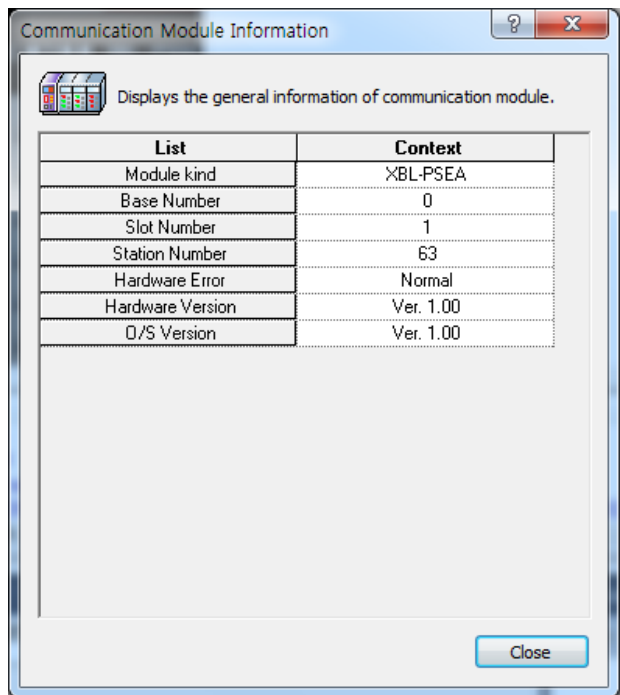 Communication Module Information
Displays the general information of communication module.
List Context
Module kind XBL-PSEA
Base Number 0
Slot Number 1
Station Number 63
Hardware Error Normal
Hardware Version Ver. 1.00
O/S Version Ver. 1.00
Close